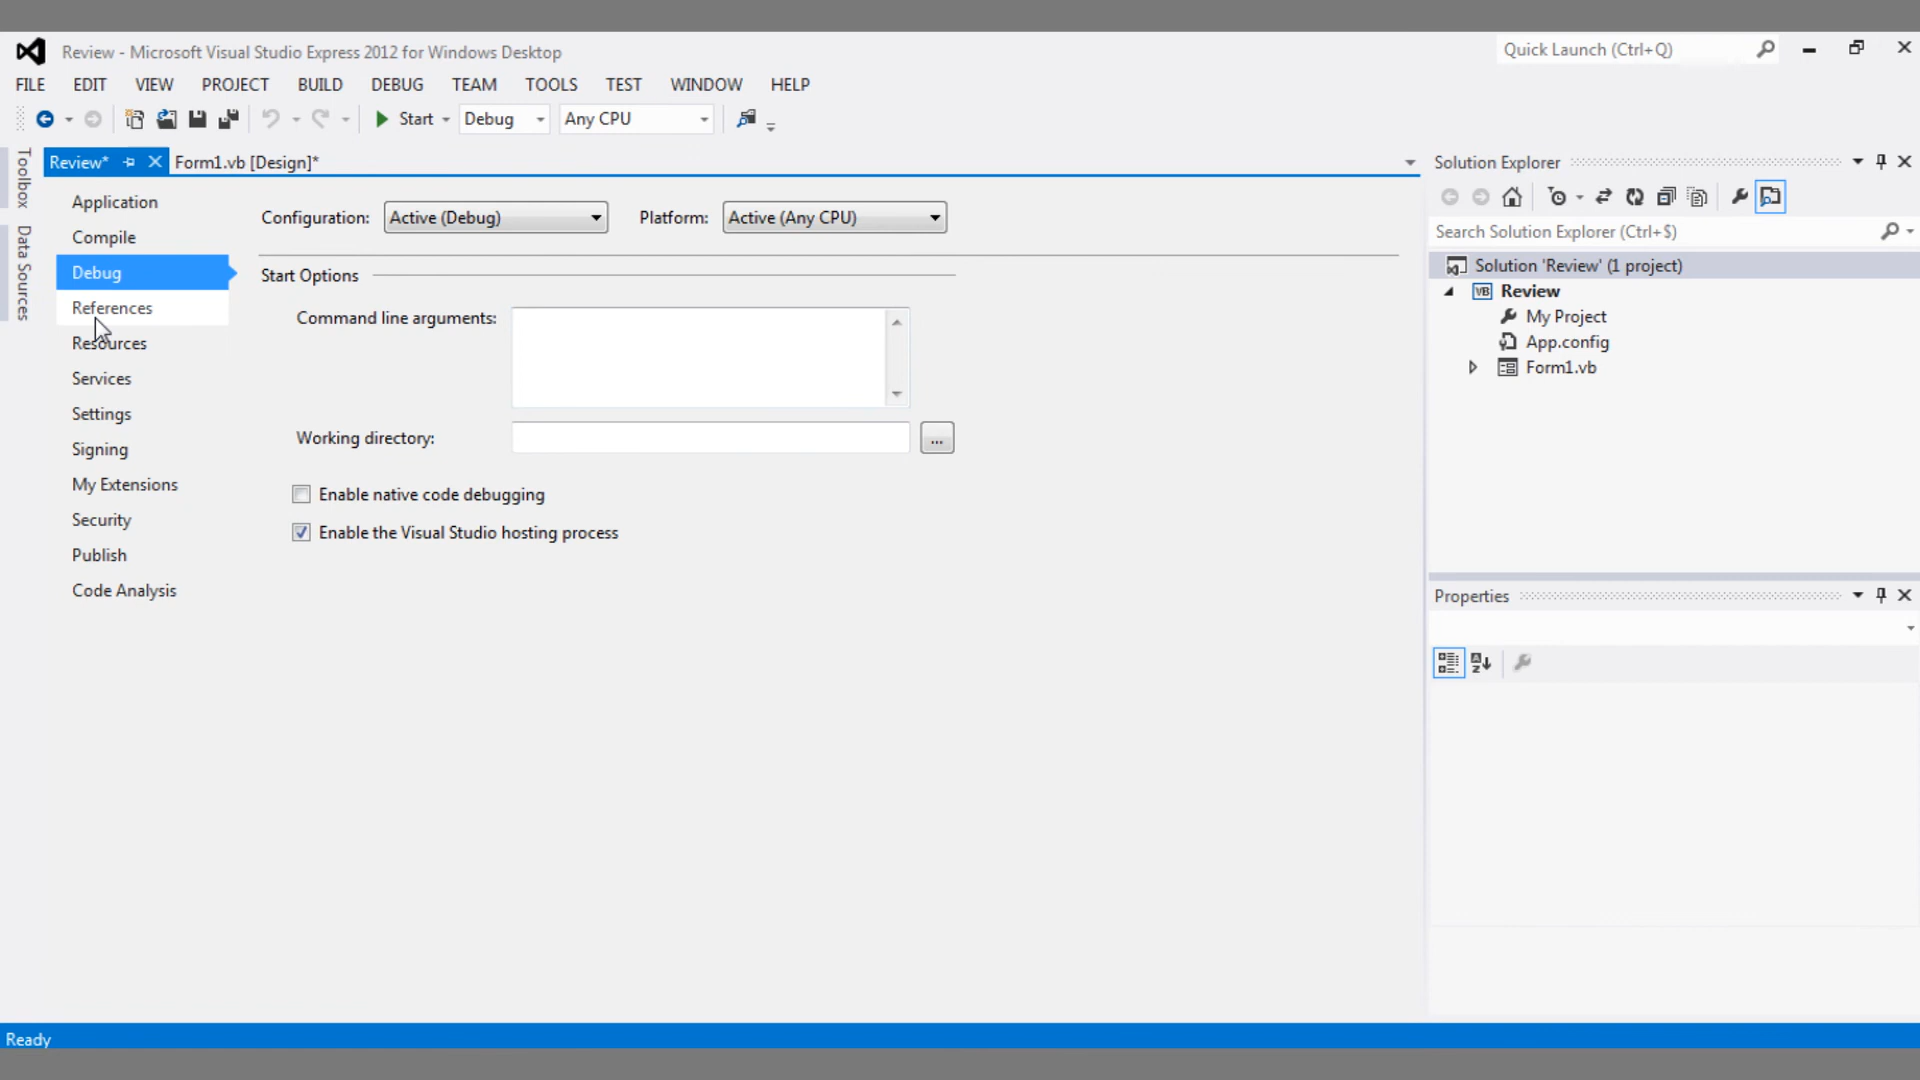 Review - Microsoft Visual Studio Express 2012 for Windows Desktop
Quick Launch (Ctrl+Q)
FILE EDIT VIEW PROJECT BUILD DEBUG TEAM TOOLS TEST WINDOW HELP
Start Debug Any CPU
Toolbox
Data Sources
Review* Form1.vb [Design]*
Application
Compile
Debug
References
Resources
Services
Settings
Signing
My Extensions
Security
Publish
Code Analysis
Configuration: Active (Debug) Platform: Active (Any CPU)
Start Options
Command line arguments:
Working directory: ...
Enable native code debugging
Enable the Visual Studio hosting process
Solution Explorer
Search Solution Explorer (Ctrl+$)
Solution 'Review' (1 project)
VB Review
My Project
App.config
Form1.vb
Properties
Ready